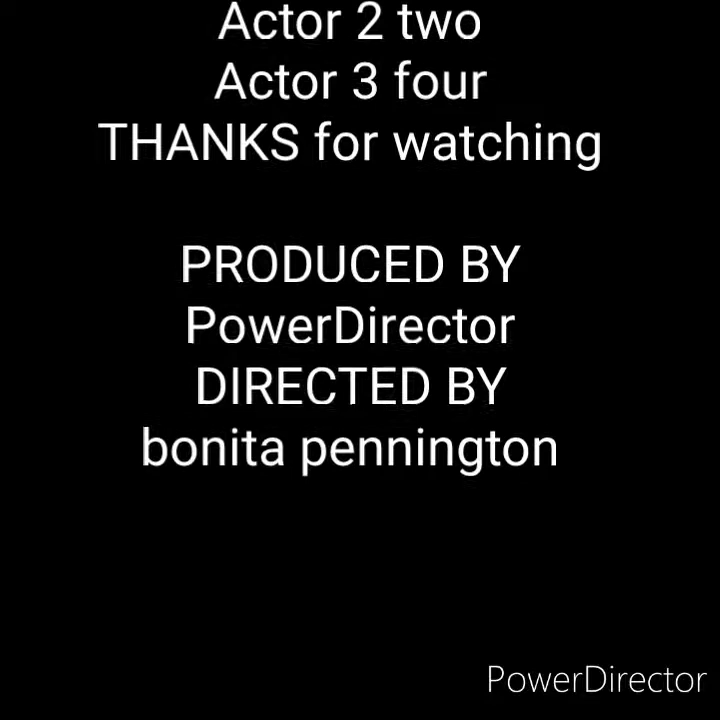 Actor 2 two
Actor 3 four
THANKS for watching
PRODUCED BY
PowerDirector
DIRECTED BY
bonita pennington
PowerDirector